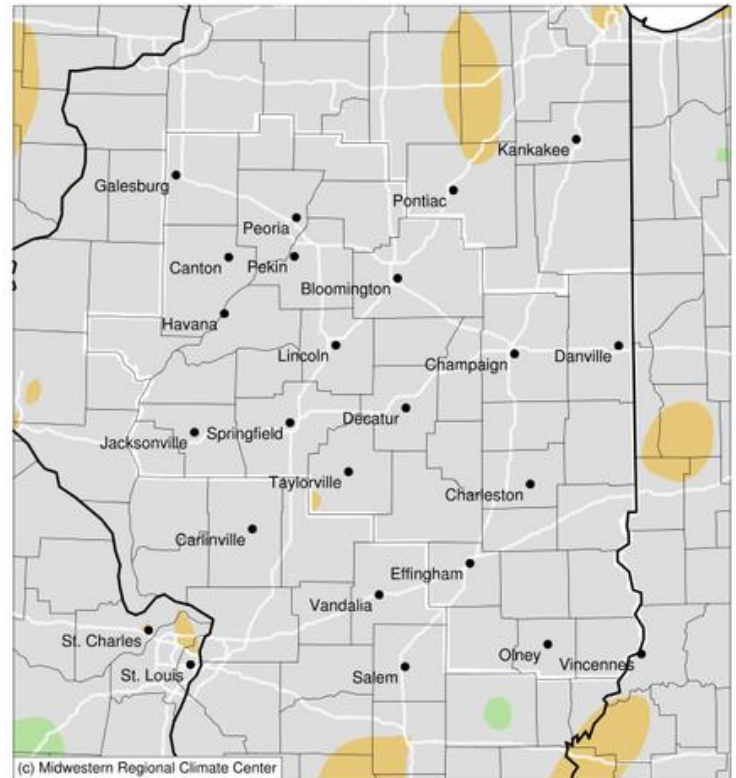 Kankakee
Galesburg
Pontiac
Peoria
Canton
Pekin
Bloomington
Havana
Lincoln
Champaign
Danville
Decatur
Jacksonville
Springfield
Taylorville
Charleston
Carlinville
Effingham
Vandalia
St. Charles
Olney
Vincennes
St. Louis
Salem
(c) Midwestern Regional Climate Center